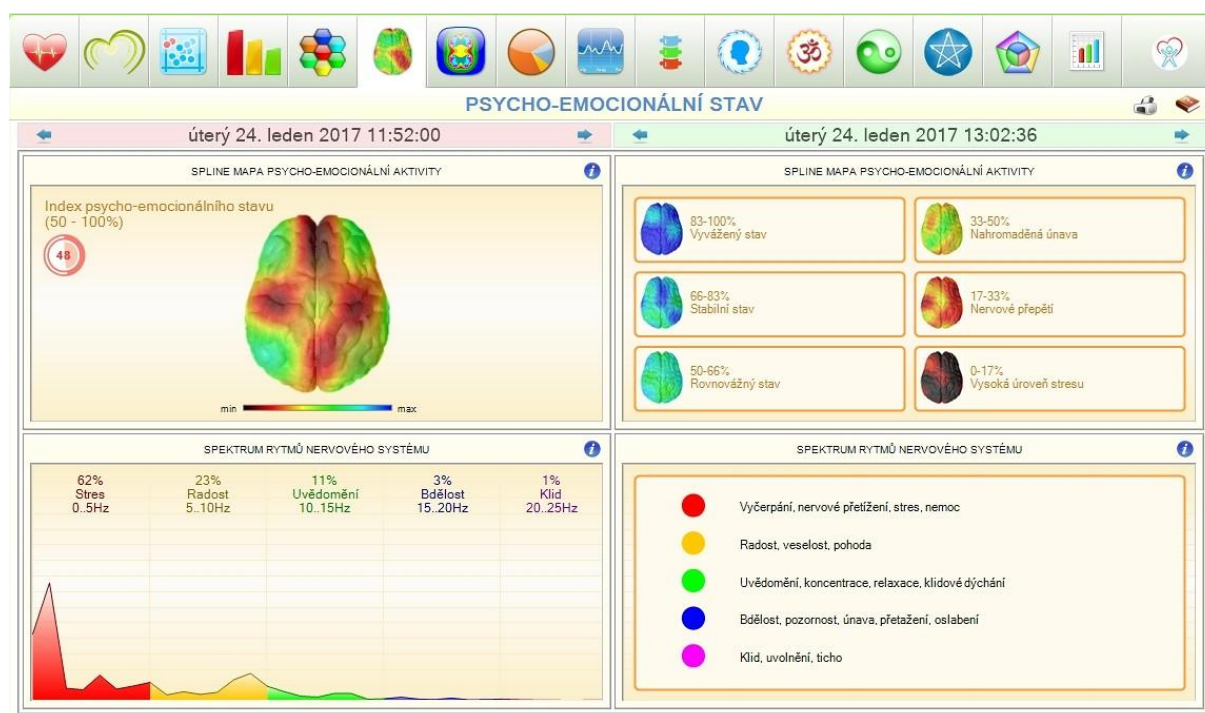 PSYCHO-EMOCIONÁLNÍ STAV
úterý 24. leden 2017 11:52:00
úterý 24. leden 2017 13:02:36
SPLINE MAPA PSYCHO-EMOCIONÁLNÍ AKTIVITY
Index psycho-emocionálního stavu
(50 - 100%)
48
min
max
SPLINE MAPA PSYCHO-EMOCIONÁLNÍ AKTIVITY
83-100%
Vyvážený stav
33-50%
Nahromaděná únava
66-83%
Stabilní stav
17-33%
Nervové přepětí
50-66%
Rovnovážný stav
0-17%
Vysoká úroveň stresu
SPEKTRUM RYTMŮ NERVOVÉHO SYSTÉMU
62%
Stres
0..5Hz
23%
Radost
5..10Hz
11%
Uvědomění
10..15Hz
3%
Bdělost
15..20Hz
1%
Klid
20..25Hz
SPEKTRUM RYTMŮ NERVOVÉHO SYSTÉMU
Vyčerpání, nervové přetížení, stres, nemoc
Radost, veselost, pohoda
Uvědomění, koncentrace, relaxace, klidové dýchání
Bdělost, pozornost, únava, přetažení, oslabení
Klid, uvolnění, ticho